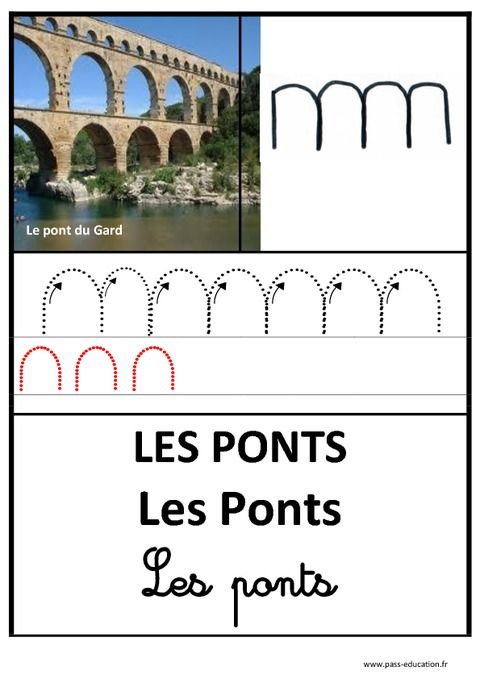 Le pont du Gard
LES PONTS
Les Ponts
Les ponts
www.pass-education.fr